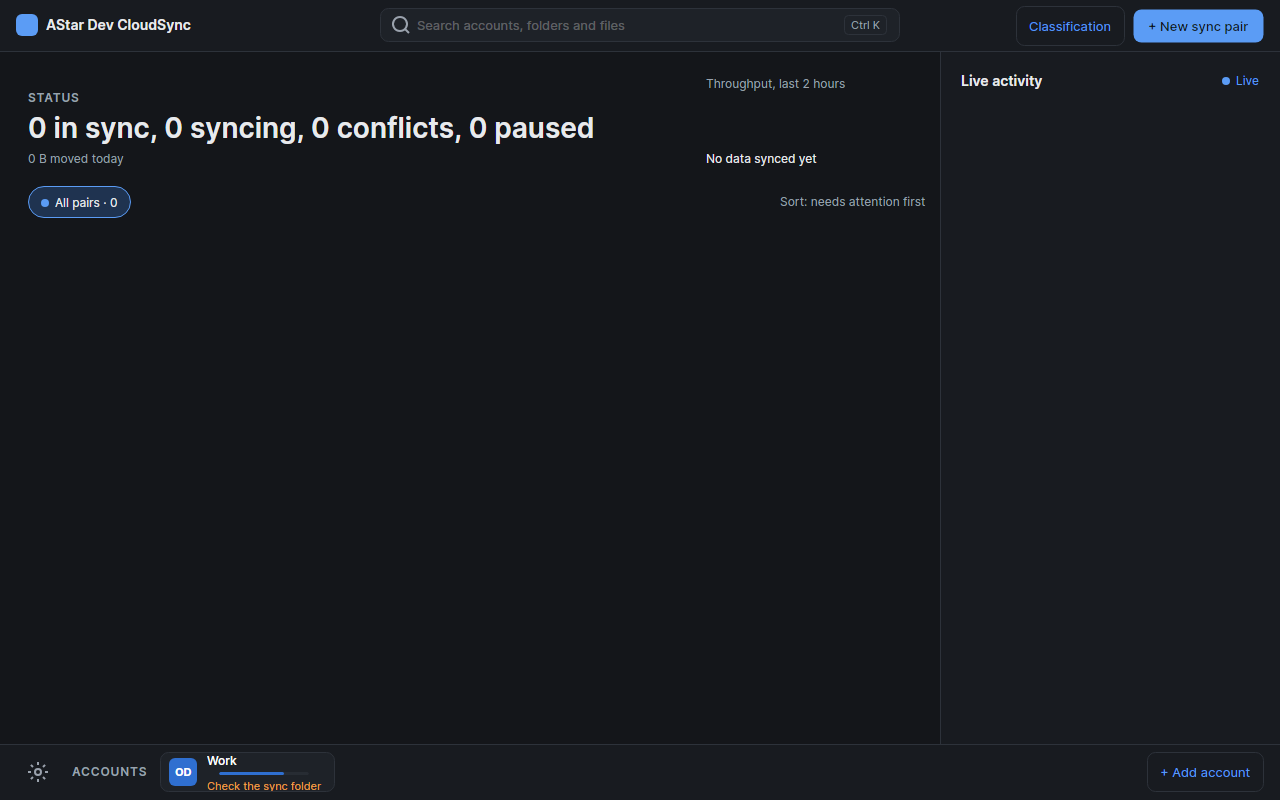 AStar Dev CloudSync
Search accounts, folders and files
Ctrl K
Classification
+ New sync pair
STATUS
0 in sync, 0 syncing, 0 conflicts, 0 paused
0 B moved today
Throughput, last 2 hours
No data synced yet
All pairs · 0
Sort: needs attention first
Live activity
Live
ACCOUNTS
OD
Work
Check the sync folder
+ Add account